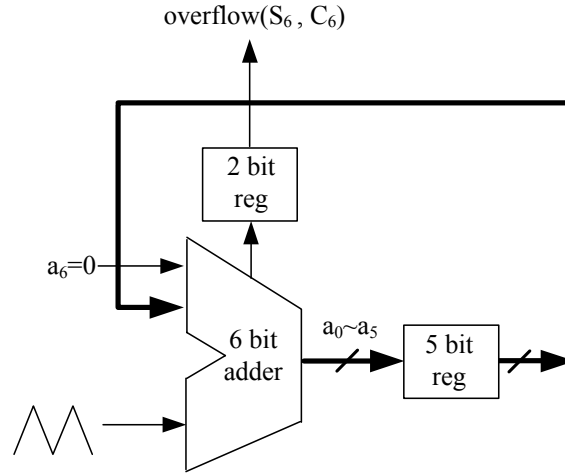 overflow(S6 , C6)
2 bit
reg
a6=0
6 bit
adder
a0~a5
5 bit
reg